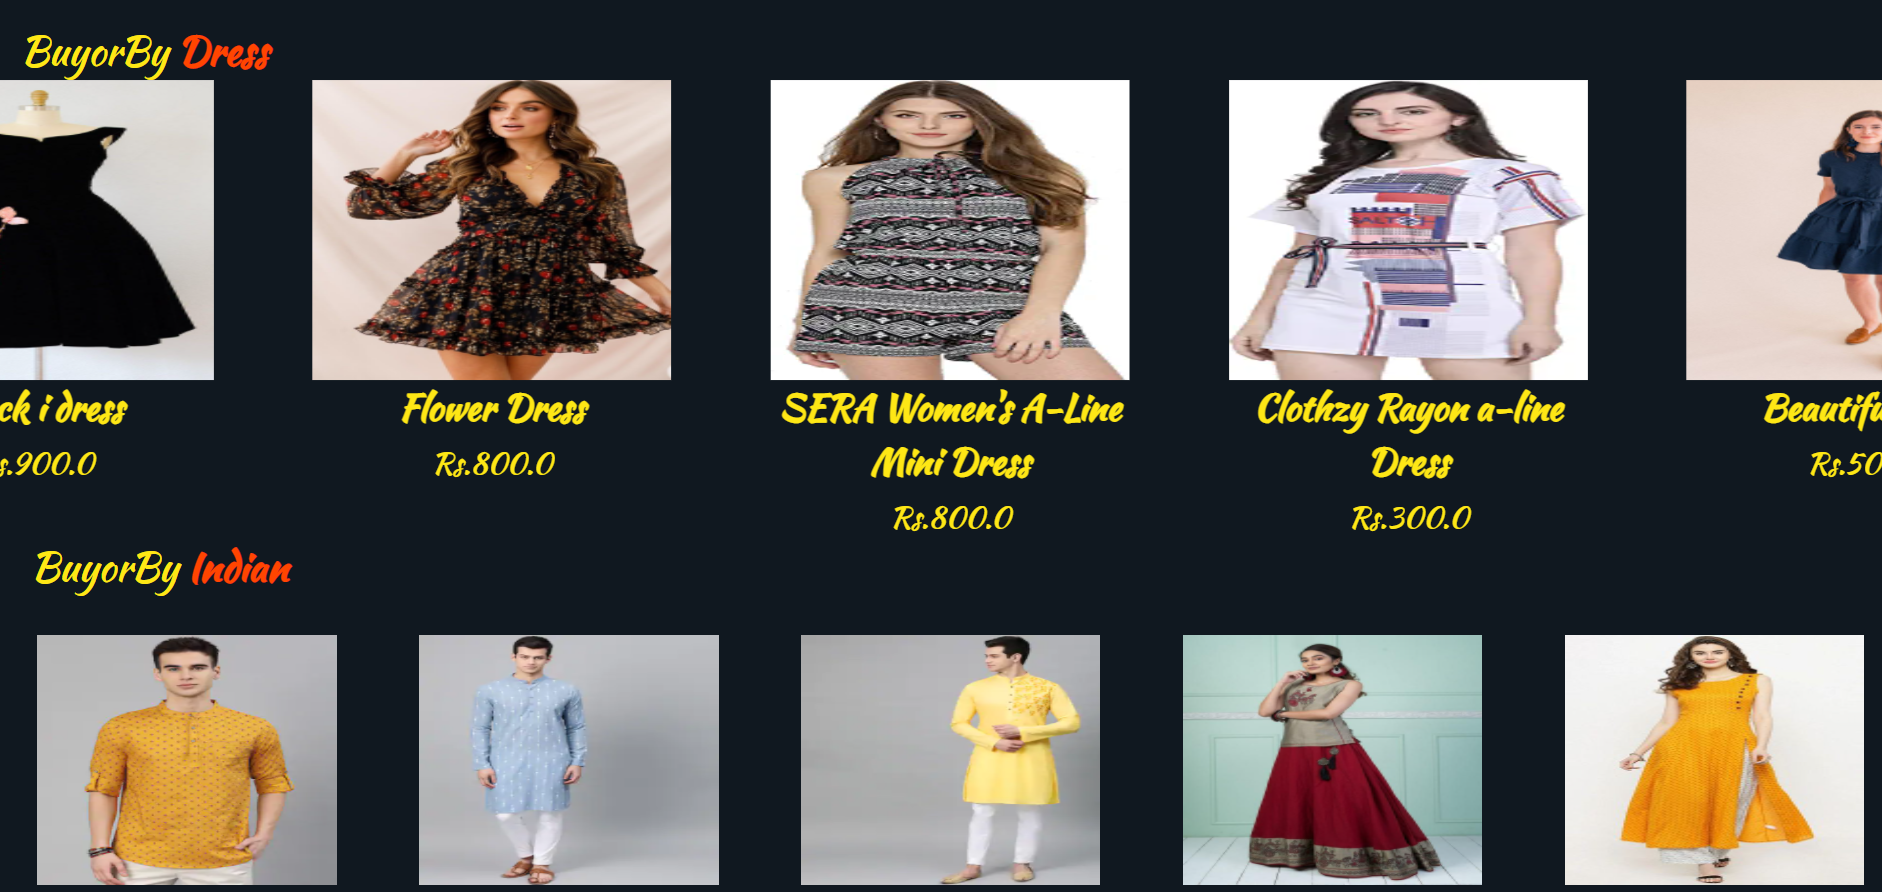 BuyorBy Dress
SALT
ck i dress
Flower Dress
SERA Women's A-Line
Mini Dress
Clothzy Rayon a-line
Dress
Beautifu
s.900.0
Rs.800.0
Rs.800.0
Rs.300.0
Rs.50
BuyorBy Indian